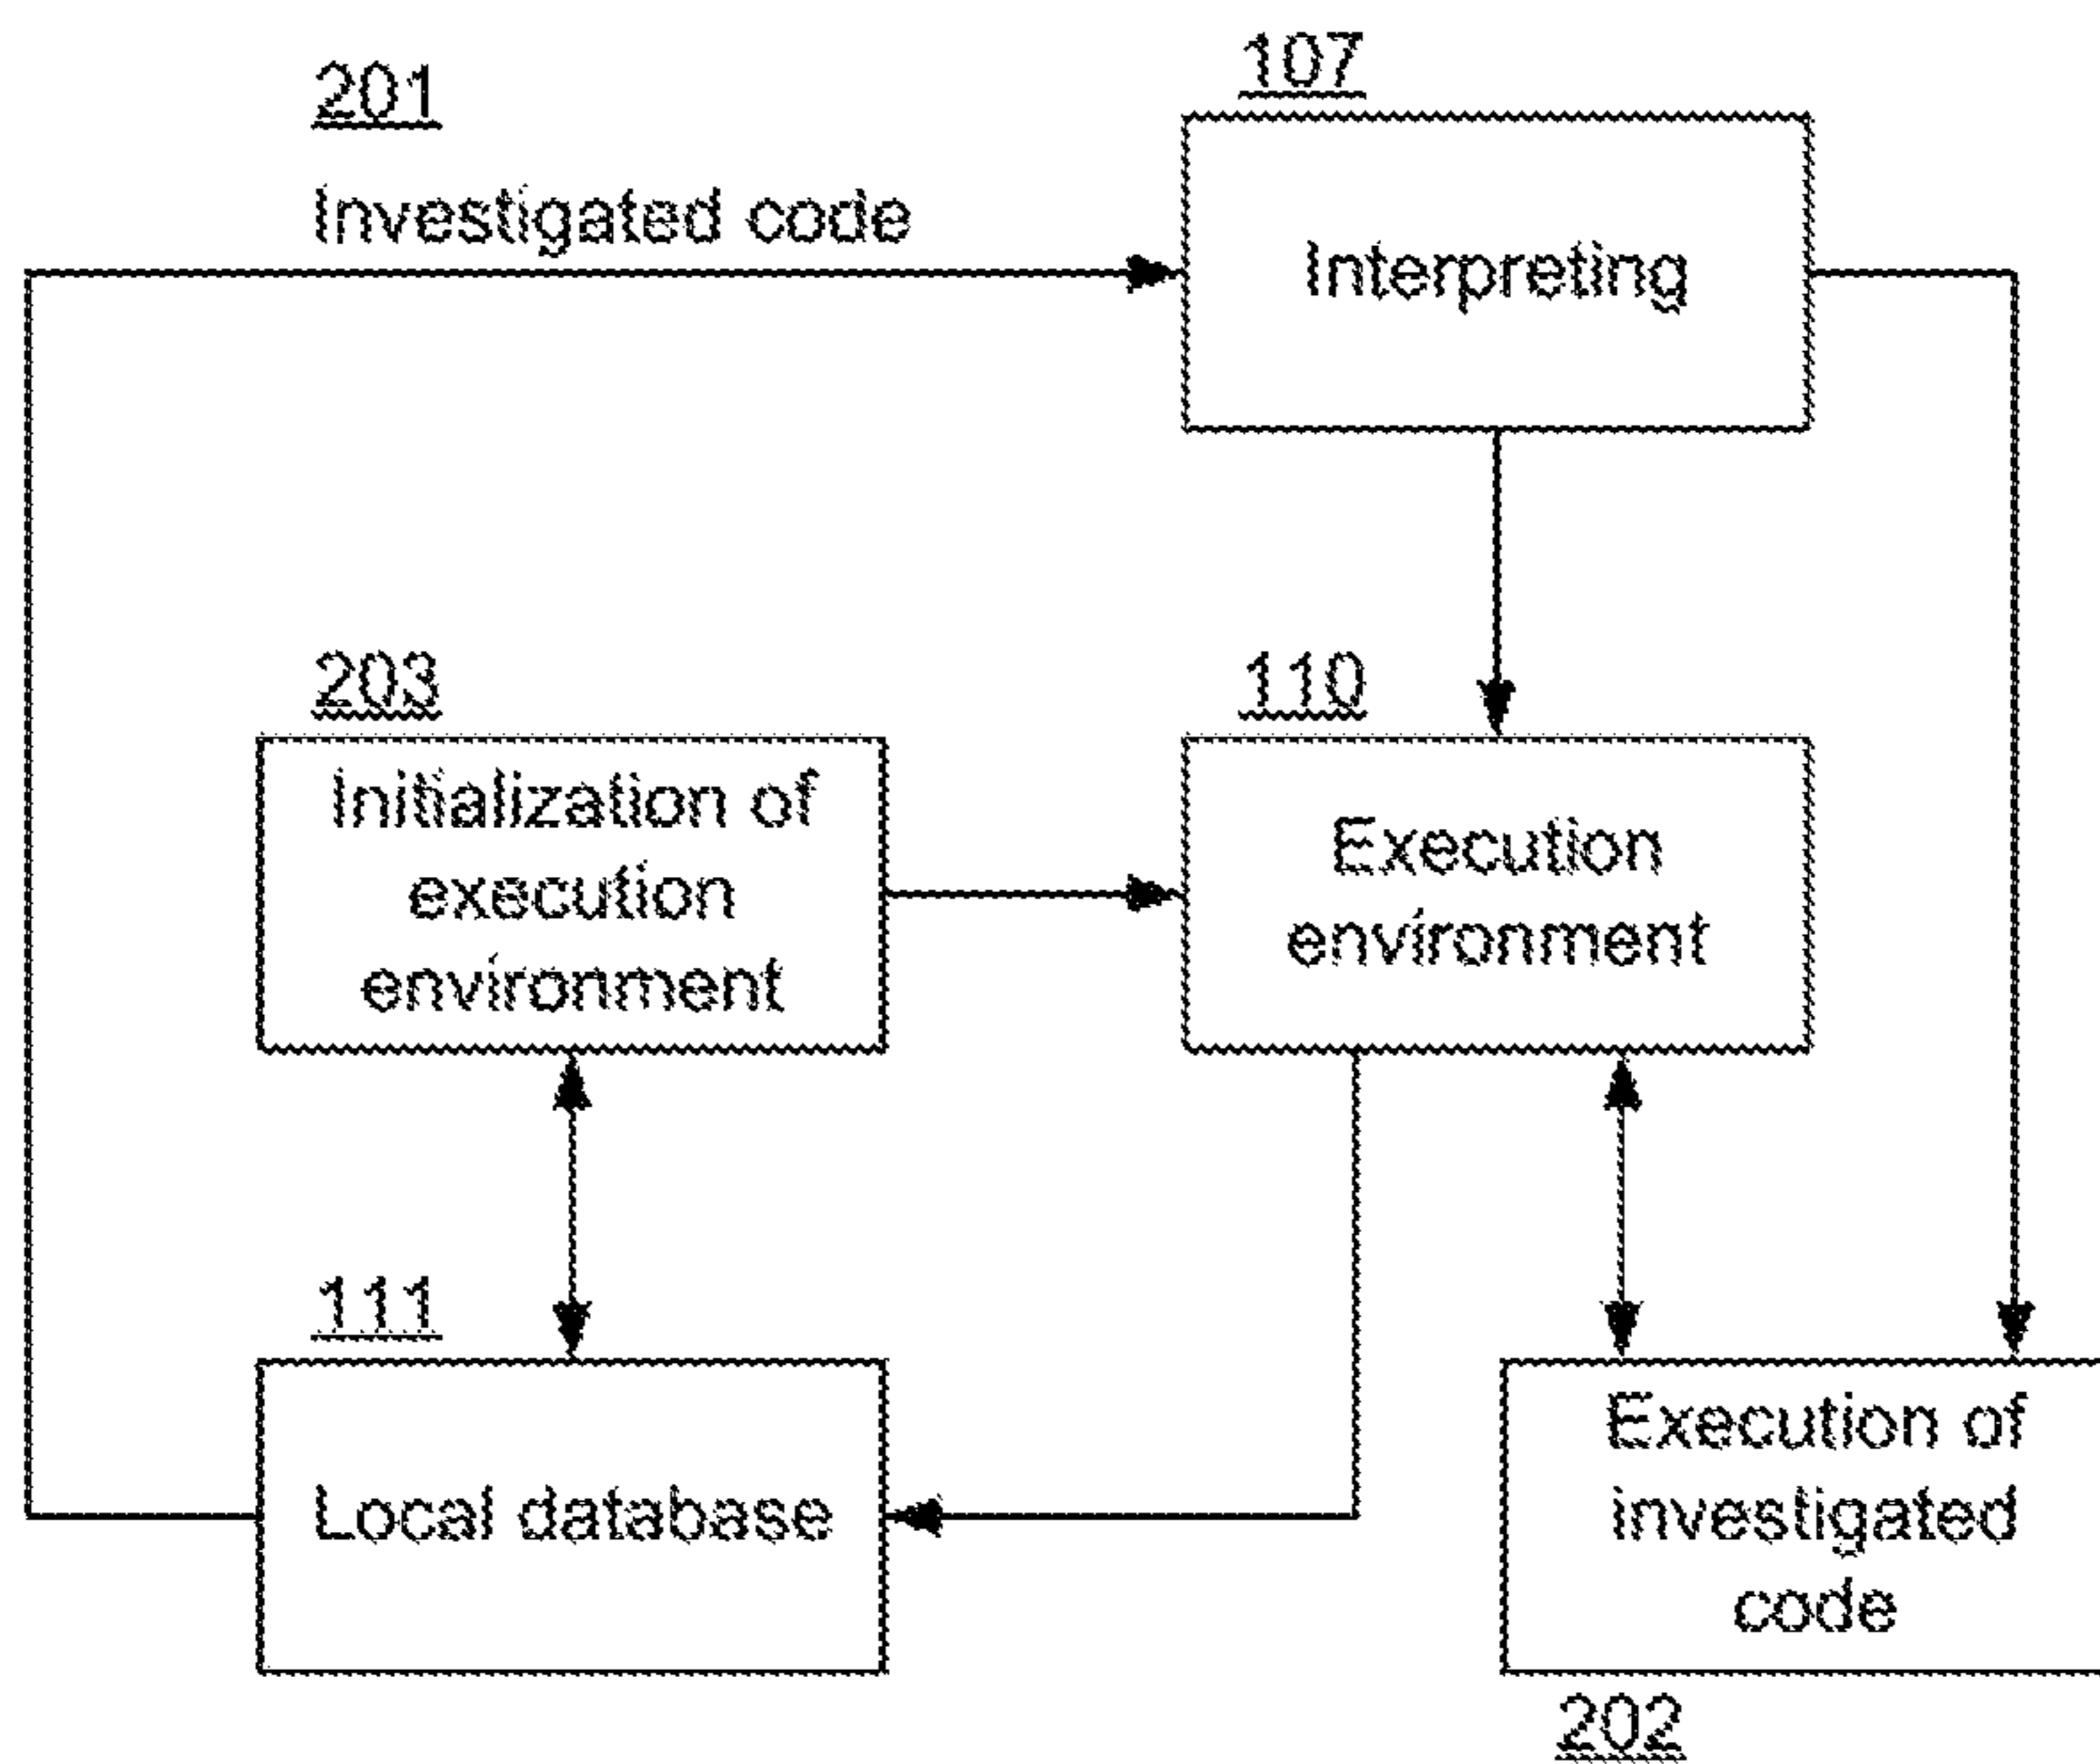 201
Investigated code
107
Interpreting
203
Initialization of
execution
environment
110
Execution
environment
111
Local database
Execution of
investigated
code
202